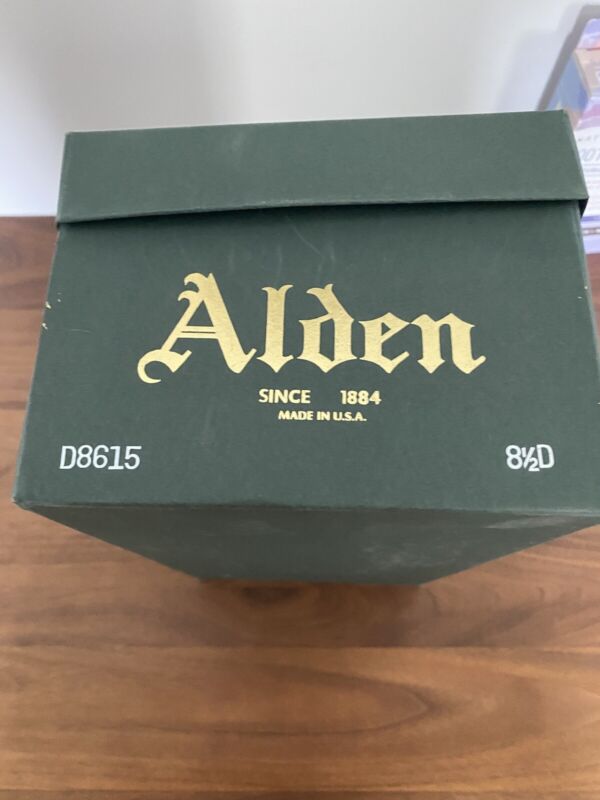 Alden
SINCE 1884
MADE IN U.S.A.
D8615
8½D